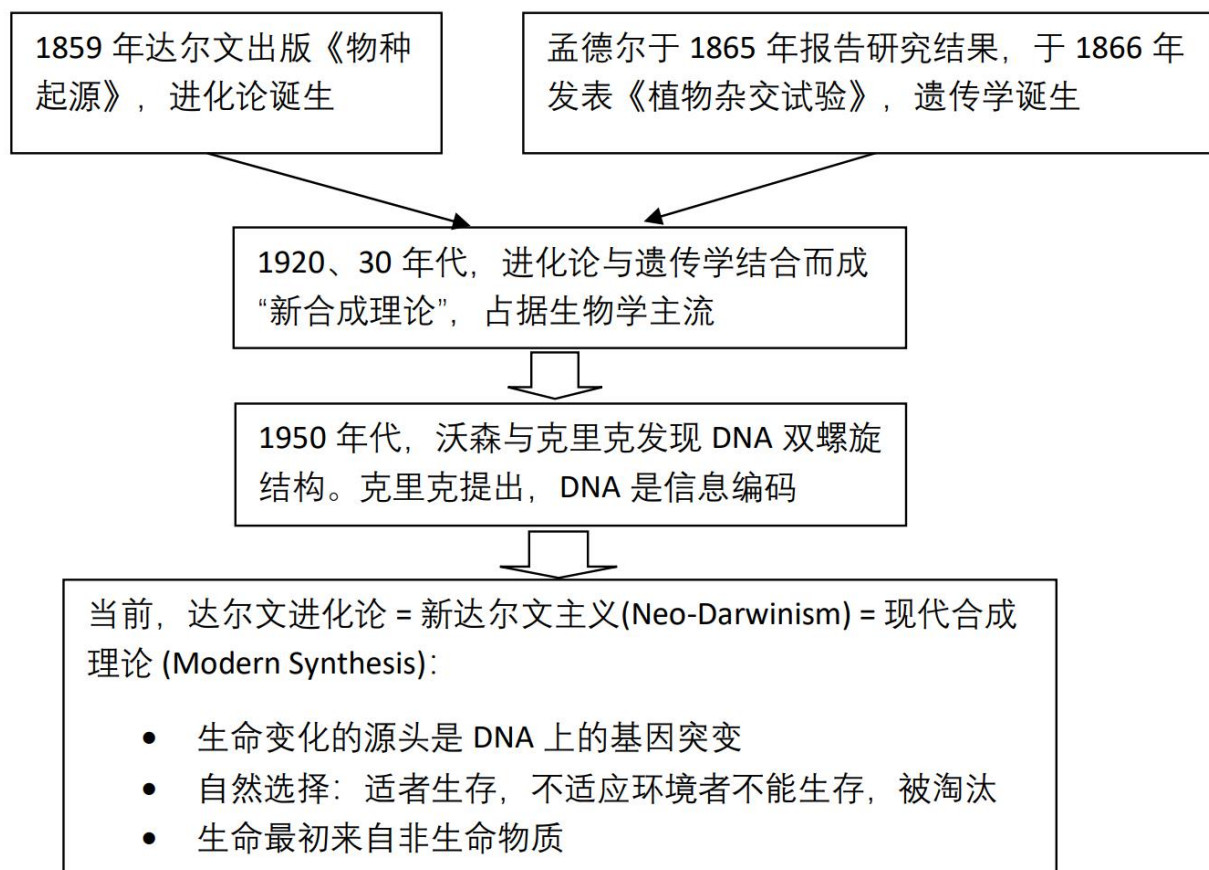 1859 年达尔文出版《物种
起源》，进化论诞生
孟德尔于 1865 年报告研究结果，于 1866 年
发表《植物杂交试验》，遗传学诞生
1920、30 年代，进化论与遗传学结合而成
“新合成理论”，占据生物学主流
1950 年代，沃森与克里克发现 DNA 双螺旋
结构。克里克提出，DNA 是信息编码
当前，达尔文进化论 = 新达尔文主义(Neo-Darwinism) = 现代合成
理论 (Modern Synthesis)：
• 生命变化的源头是 DNA 上的基因突变
• 自然选择：适者生存，不适应环境者不能生存，被淘汰
• 生命最初来自非生命物质